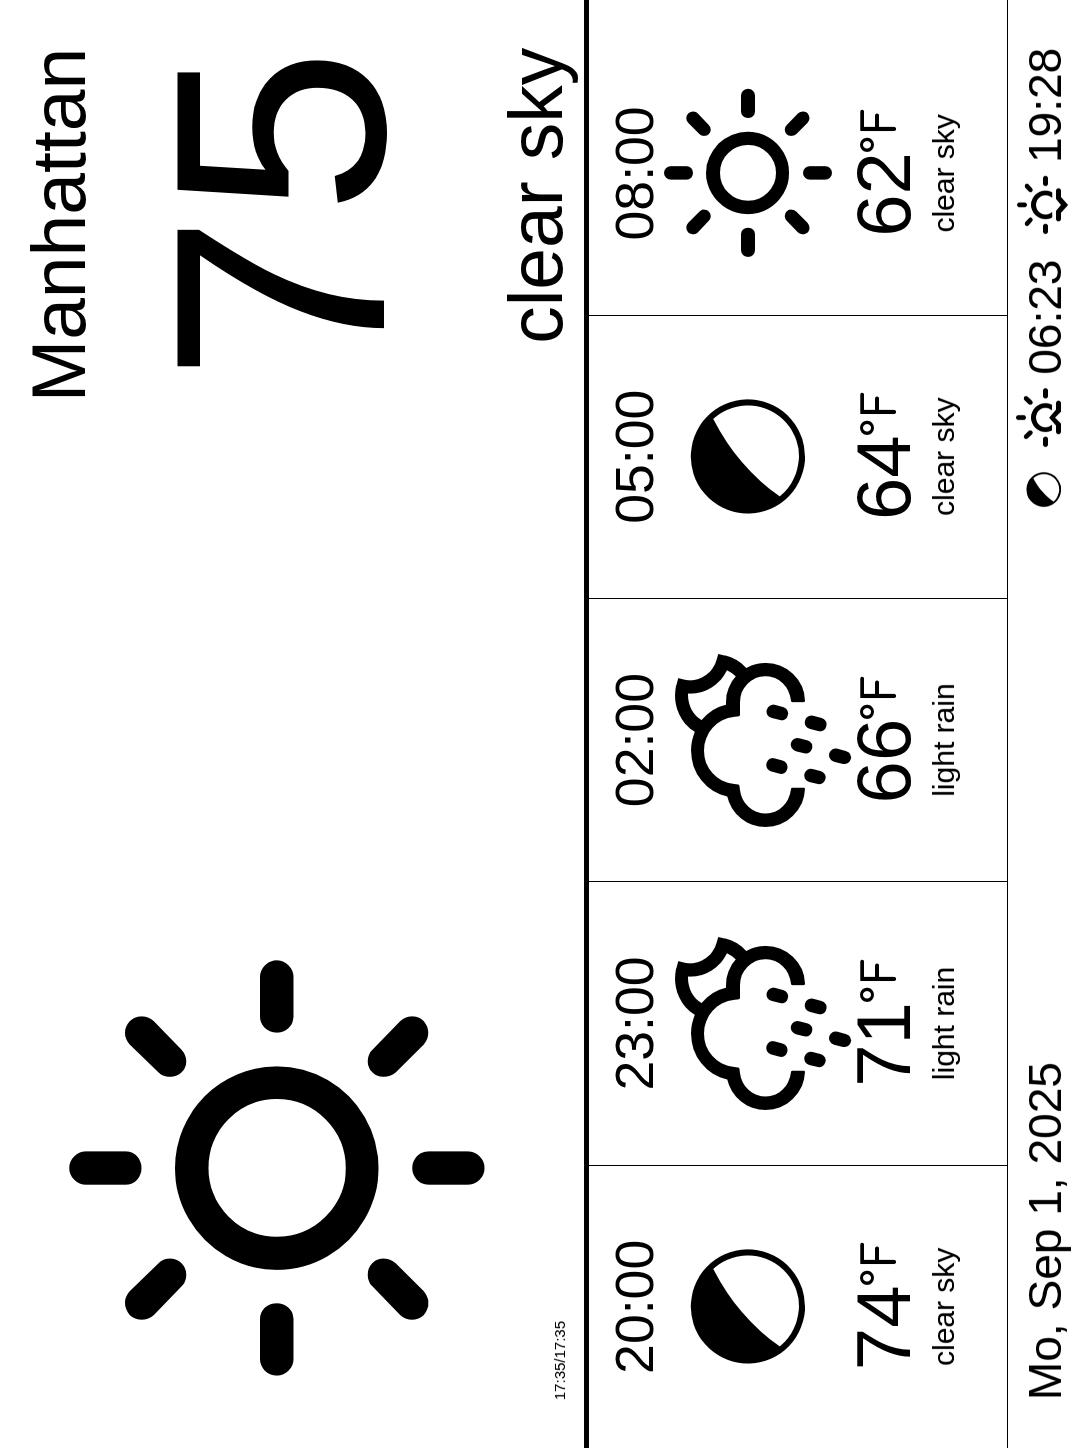 Manhattan
75
clear sky
17:35/17:35
20:00 23:00 02:00 05:00 08:00
74°F 71°F 66°F 64°F 62°F
clear sky light rain light rain clear sky clear sky
Mo, Sep 1, 2025 06:23 19:28